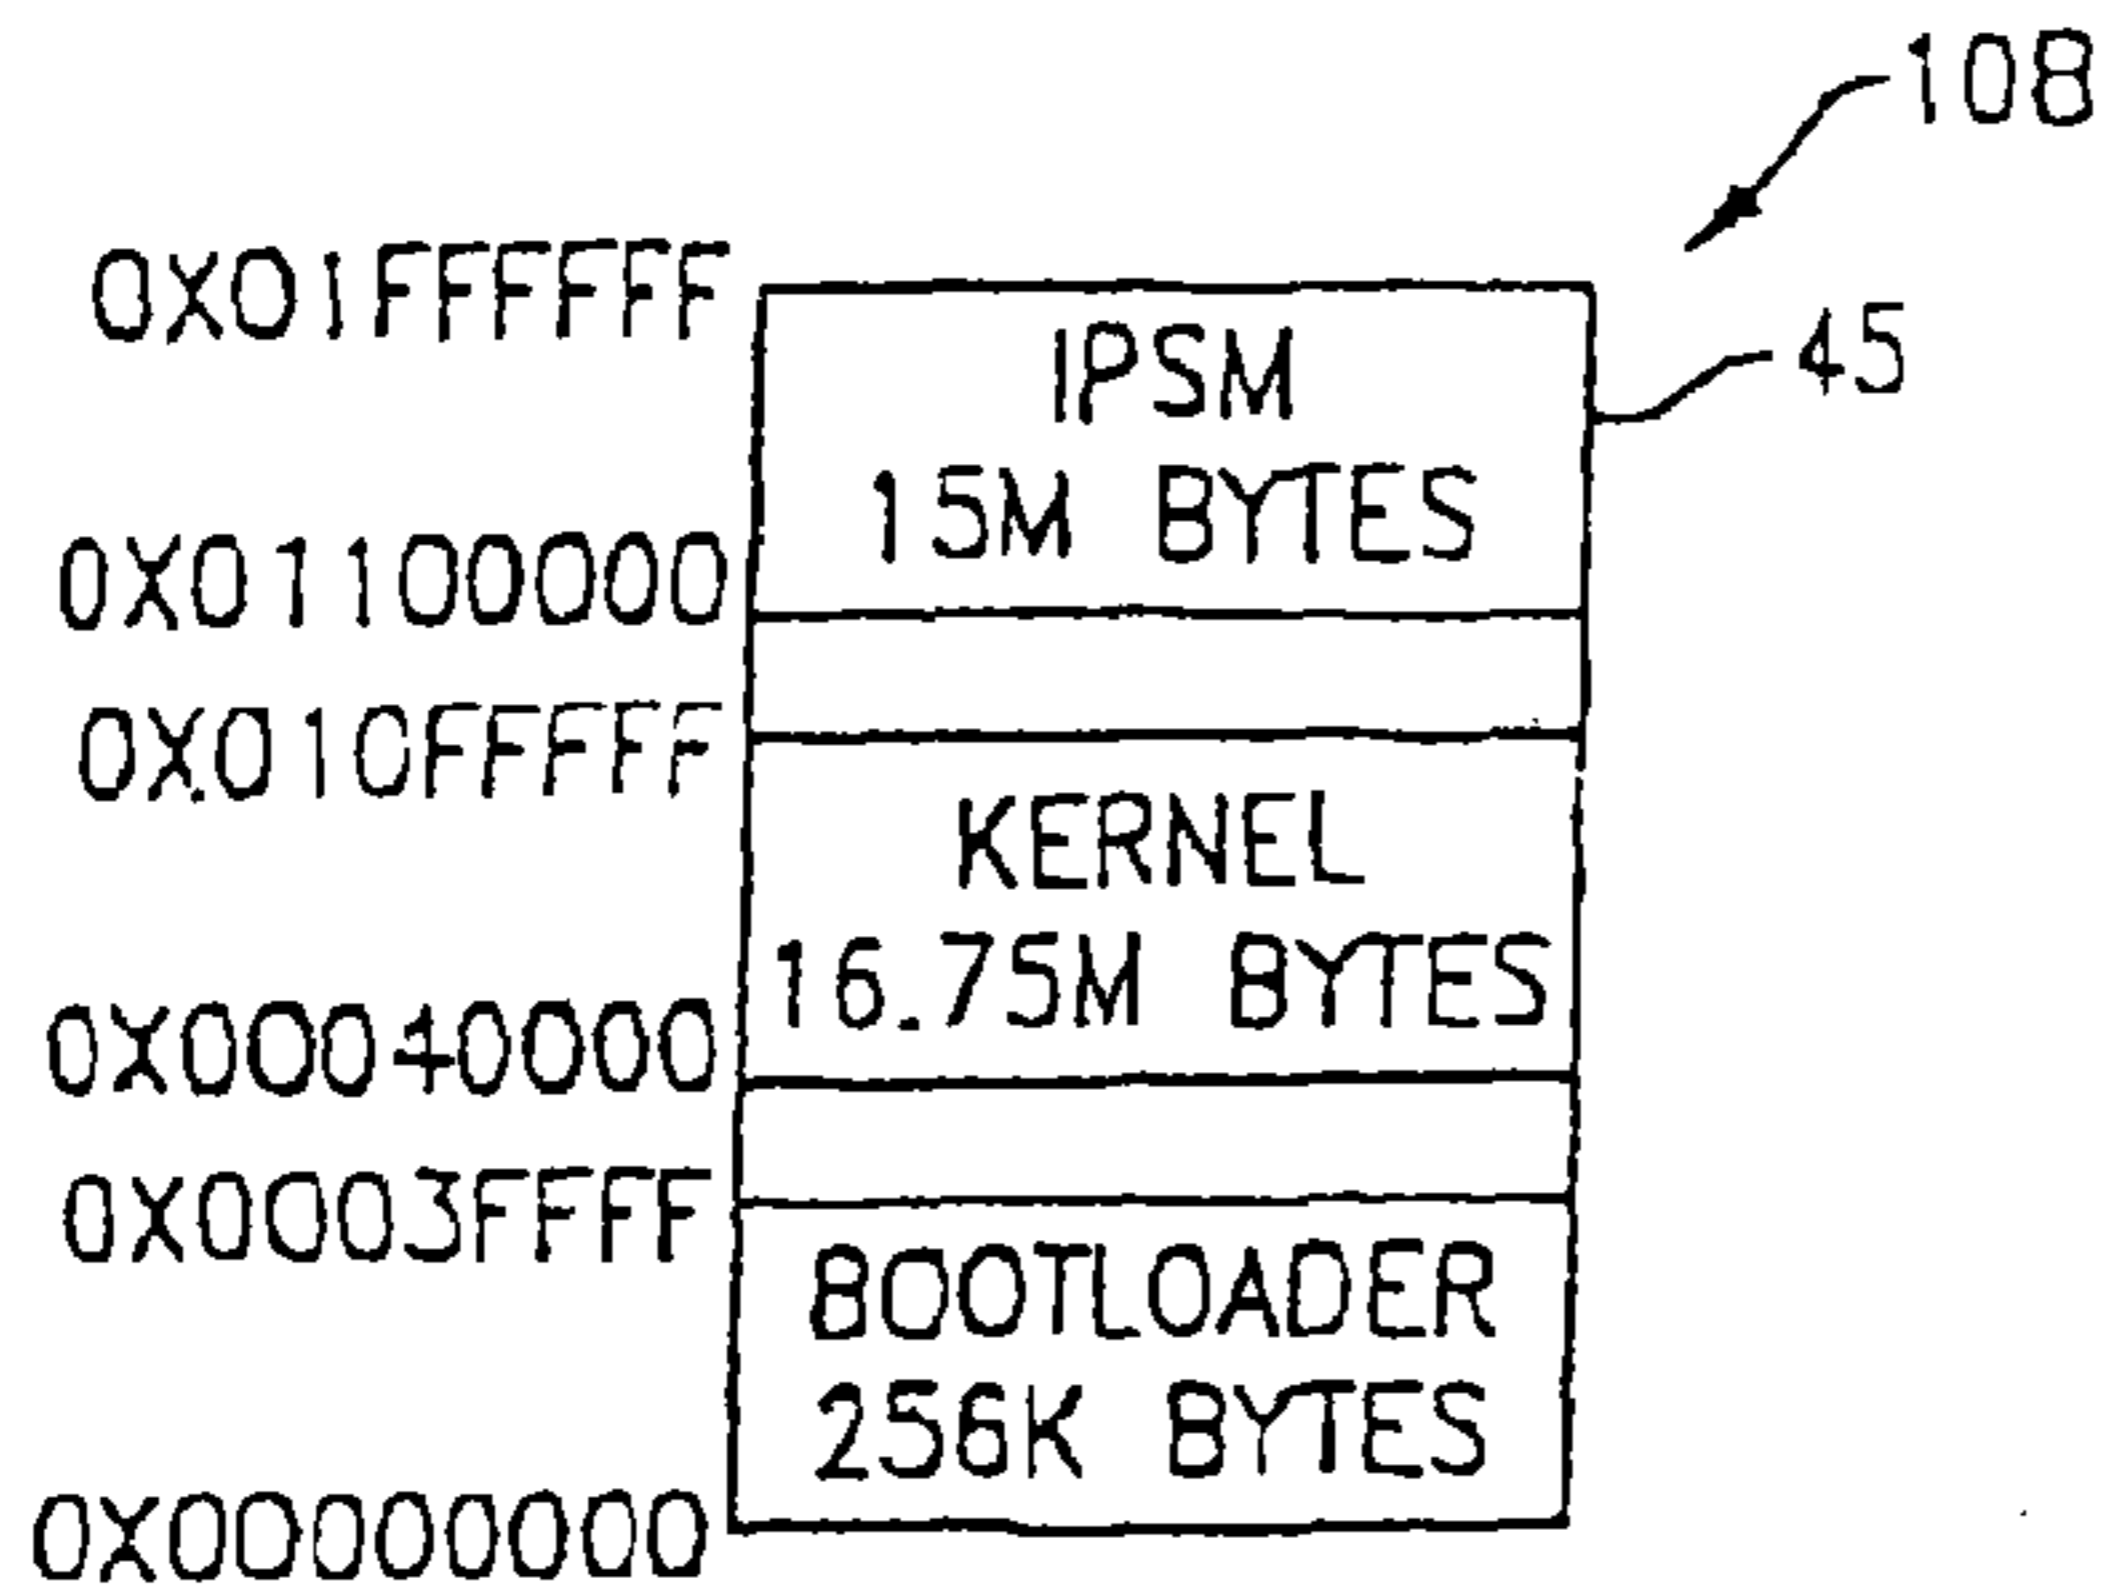 108
0X01FFFFFF
IPSM
45
15M BYTES
0X01100000
0X010FFFFF
KERNEL
16.75M BYTES
0X00040000
0X0003FFFF
BOOTLOADER
256K BYTES
0X00000000